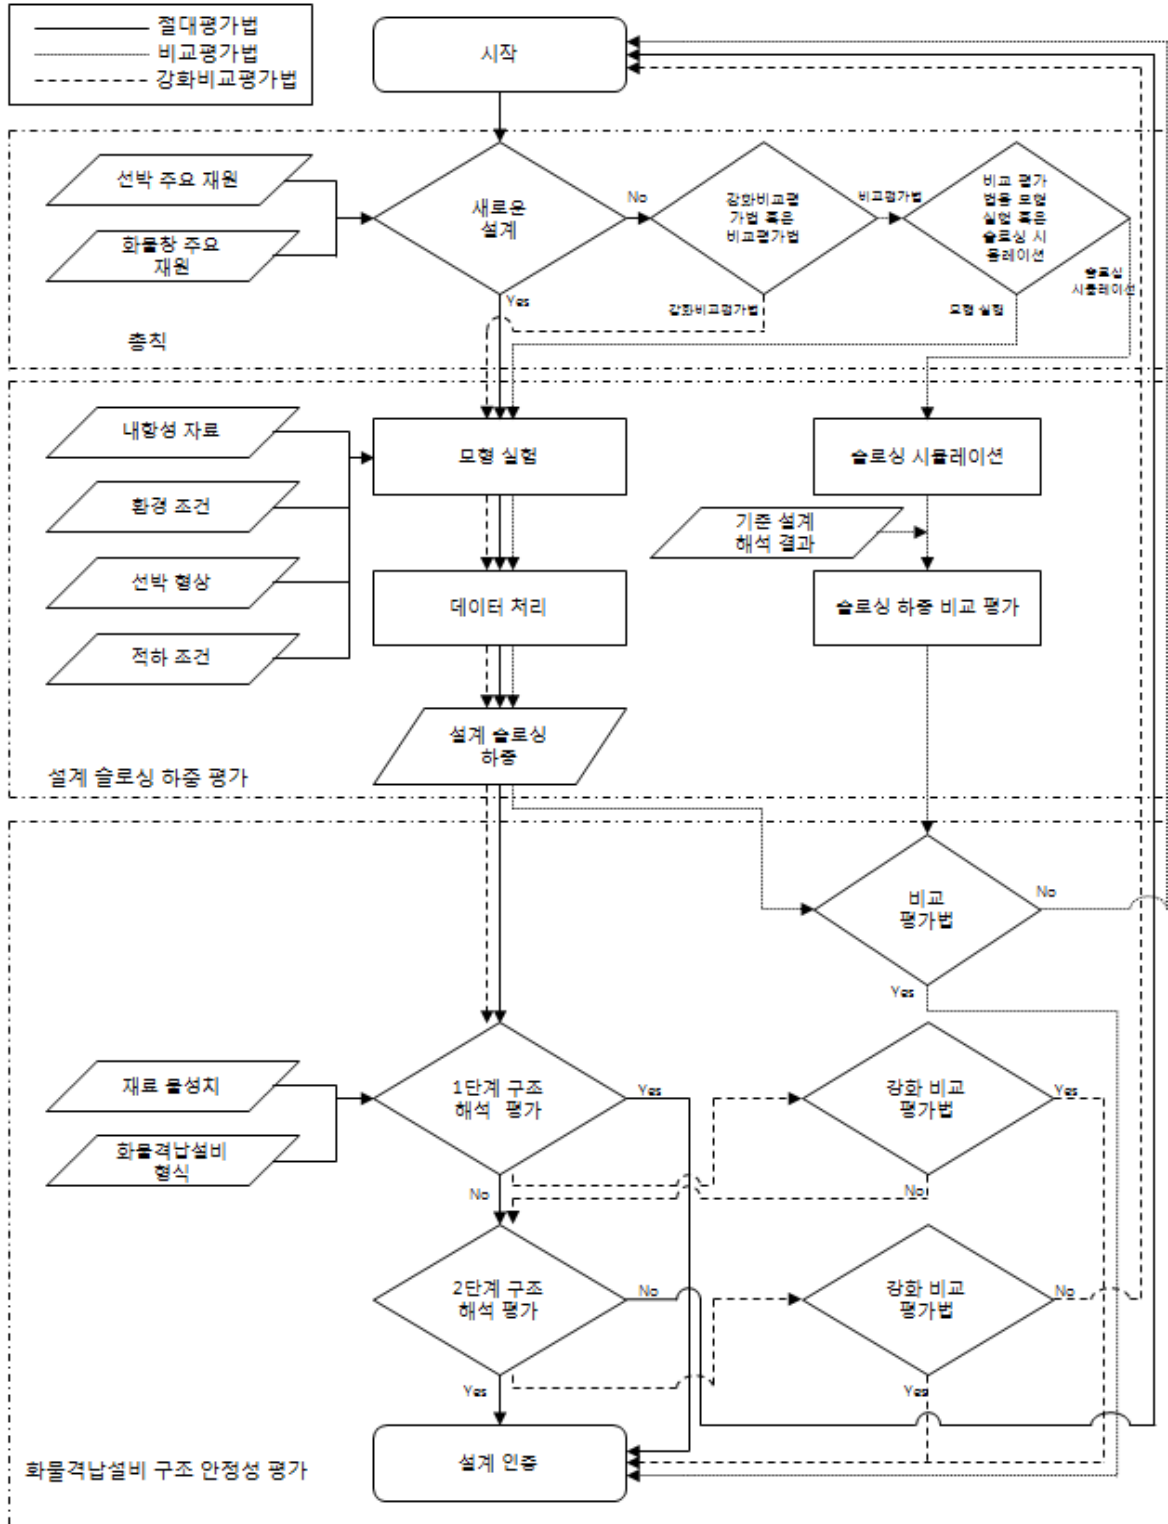 절대평가법
비교평가법
강화비교평가법
시작
선박 주요 재원
화물창 주요
재원
새로운
설계
No
Yes
강화비교평
가법 혹은
비교평가법
비교평가법
강화비교평가법
비교 평가
법용 모형
실험 혹은
슬로싱 시
뮬레이션
모형 실험
슬로싱
시뮬레이션
총칙
내항성 자료
환경 조건
선박 형상
적하 조건
모형 실험
데이터 처리
설계 슬로싱
하중
슬로싱 시뮬레이션
기준 설계
해석 결과
슬로싱 하중 비교 평가
설계 슬로싱 하중 평가
비교
평가법
No
Yes
재료 물성치
화물격납설비
형식
1단계 구조
해석 평가
Yes
No
강화 비교
평가법
Yes
No
2단계 구조
해석 평가
No
Yes
강화 비교
평가법
No
Yes
설계 인증
화물격납설비 구조 안정성 평가